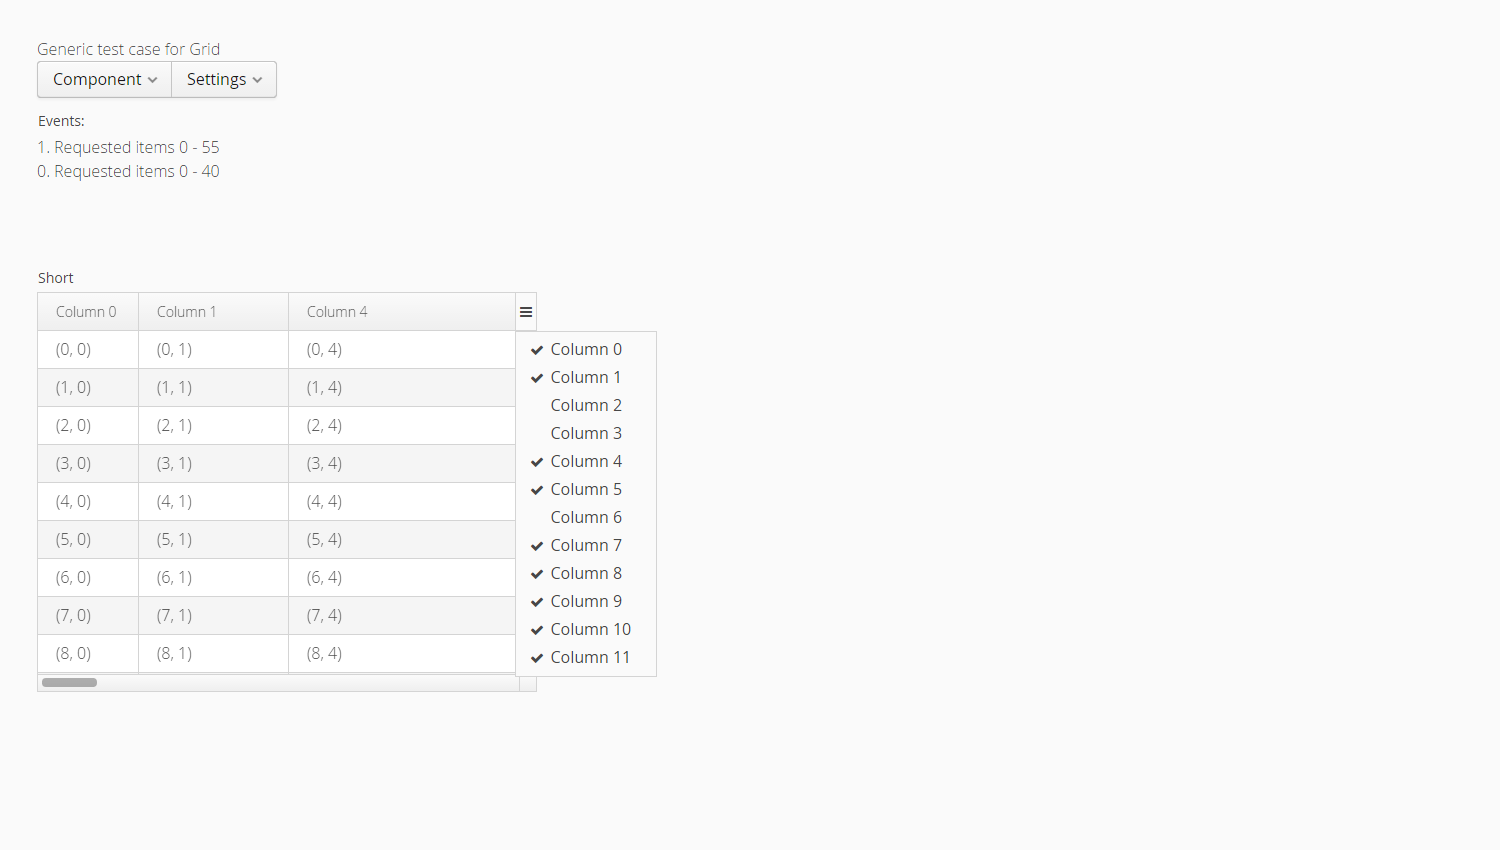 Generic test case for Grid
Component Settings
Events:
1. Requested items 0 - 55
0. Requested items 0 - 40
Short
Column 0 Column 1 Column 4
(0, 0) (0, 1) (0, 4)
(1, 0) (1, 1) (1, 4)
(2, 0) (2, 1) (2, 4)
(3, 0) (3, 1) (3, 4)
(4, 0) (4, 1) (4, 4)
(5, 0) (5, 1) (5, 4)
(6, 0) (6, 1) (6, 4)
(7, 0) (7, 1) (7, 4)
(8, 0) (8, 1) (8, 4)
Column 0
Column 1
Column 2
Column 3
Column 4
Column 5
Column 6
Column 7
Column 8
Column 9
Column 10
Column 11